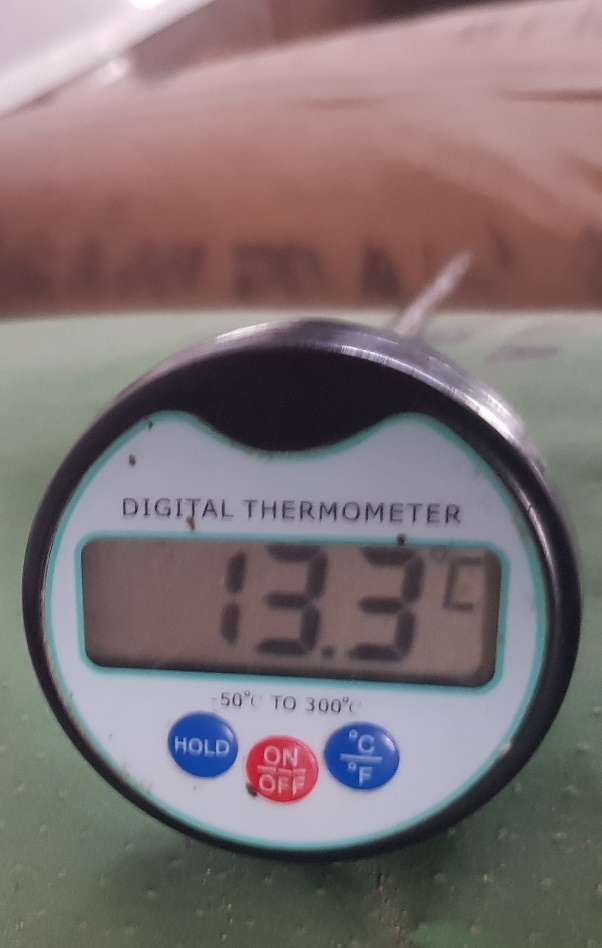 DIGITAL THERMOMETER
13.3°C
-50°C TO 300°C
HOLD
ON
OFF
°C
°F